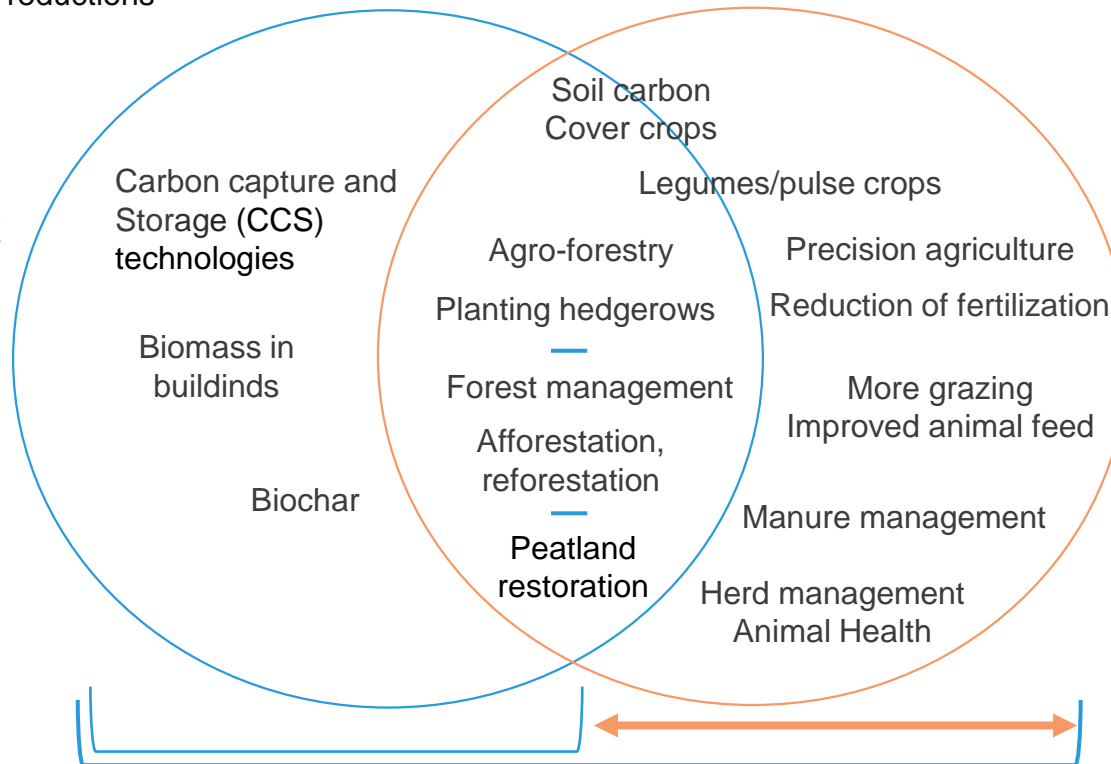 roductions
Soil carbon
Cover crops
Carbon capture and
Storage (CCS)
technologies
Legumes/pulse crops
Agro-forestry
Precision agriculture
Planting hedgerows
Reduction of fertilization
Biomass in
buildinds
Forest management
More grazing
Improved animal feed
Afforestation,
reforestation
Biochar
Manure management
Peatland
restoration
Herd management
Animal Health